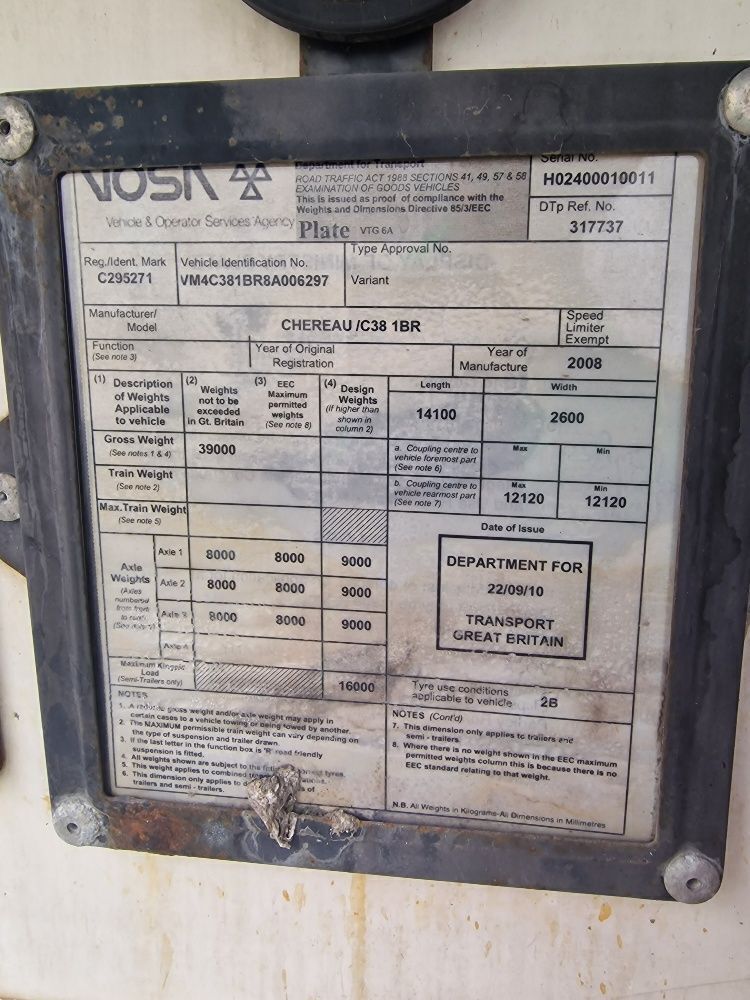 VOSA
Department for Transport
ROAD TRAFFIC ACT 1988 SECTIONS 41, 49, 57 & 58
EXAMINATION OF GOODS VEHICLES
This is issued as proof of compliance with the
Weights and Dimensions Directive 85/3/EEC
Vehicle & Operator Services Agency
Plate VTG 6A
Serial No.
H02400010011
DTp Ref. No.
317737
Reg./Ident. Mark
C295271
Vehicle Identification No.
VM4C381BR8A006297
Type Approval No.
Variant
Manufacturer/
Model
CHEREAU /C38 1BR
Speed
Limiter
Exempt
Function
(See note 3)
Year of Original
Registration
Year of
Manufacture
2008
(1) Description
of Weights
Applicable
to vehicle
(2) Weights
not to be
exceeded
in Gt. Britain
(3) EEC
Maximum
permitted
weights
(See note 8)
(4) Design
Weights
(if higher than
shown in
column 2)
Length
14100
Width
2600
Gross Weight
(See notes 1 & 4)
39000
a. Coupling centre to
vehicle foremost part
(See note 6)
Max
Min
Train Weight
(See note 2)
b. Coupling centre to
vehicle rearmost part
(See note 7)
Max
12120
Min
12120
Max.Train Weight
(See note 5)
Date of Issue
DEPARTMENT FOR
22/09/10
TRANSPORT
GREAT BRITAIN
Axle
Weights
(Axles
numbered
from front
to rear)
Axle 1 8000 8000 9000
Axle 2 8000 8000 9000
Axle 3 8000 8000 9000
Axle 4
Maximum Kingpin
Load
(Semi-Trailers only)
16000
Tyre use conditions
applicable to vehicle 2B
NOTES
1. A reduced gross weight and/or axle weight may apply in
certain cases to a vehicle towing or being towed by another.
2. The MAXIMUM permissible train weight can vary depending on
the type of suspension and trailer drawn.
3. If the last letter in the function box is 'R' road friendly
suspension is fitted.
4. All weights shown are subject to the fitting of correct tyres.
5. This weight applies to combined
6. This dimension only applies to of
trailers and semi - trailers.
NOTES (Cont'd)
7. This dimension only applies to trailers and
semi - trailers.
8. Where there is no weight shown in the EEC maximum
permitted weights column this is because there is no
EEC standard relating to that weight.
N.B. All Weights in Kilograms-All Dimensions in Millimetres